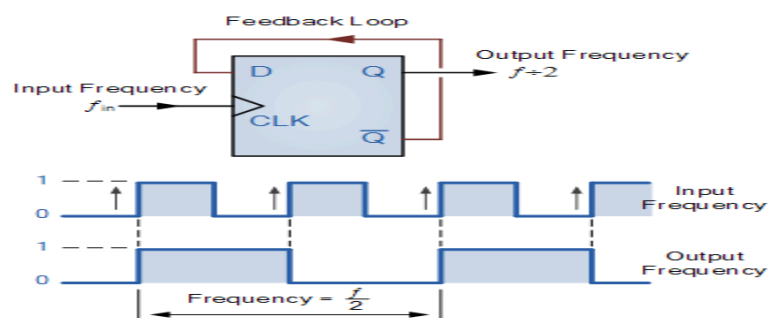 Feedback Loop
D
Q
Output Frequency
f÷2
Input Frequency
fin
CLK
Q̅
1
0
Input
Frequency
1
0
Output
Frequency
Frequency = f/2